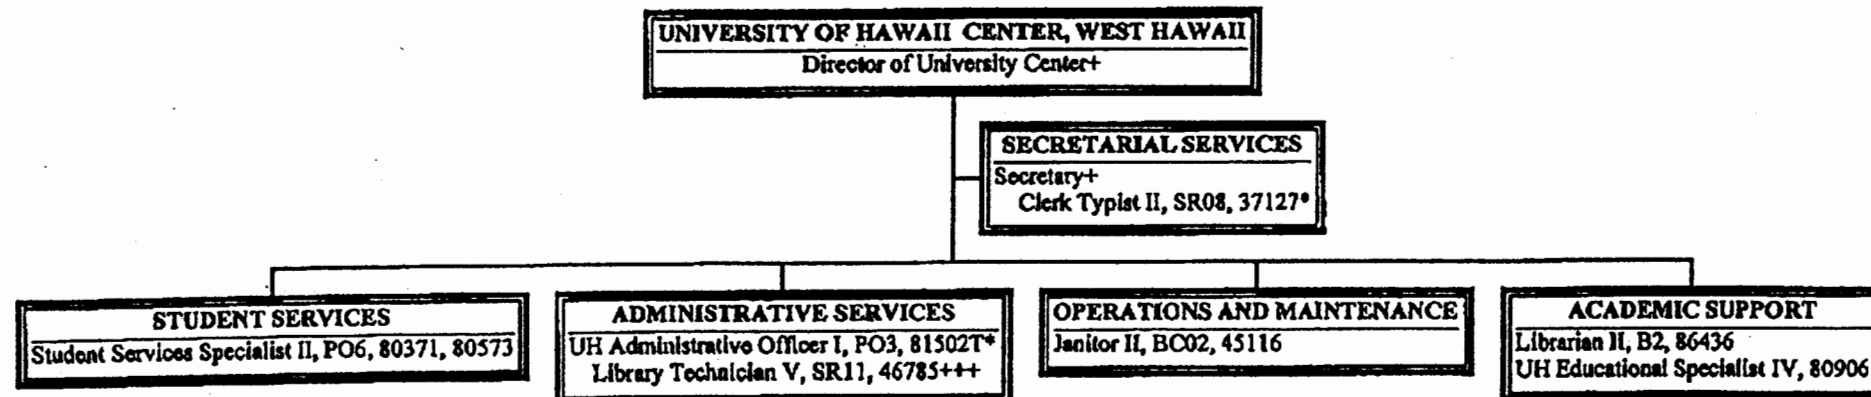 UNIVERSITY OF HAWAII CENTER, WEST HAWAII
Director of University Center+
SECRETARIAL SERVICES
Secretary+
Clerk Typist II, SR08, 37127*
STUDENT SERVICES
Student Services Specialist II, PO6, 80371, 80573
ADMINISTRATIVE SERVICES
UH Administrative Officer I, PO3, 81502T*
Library Technician V, SR11, 46785+++
OPERATIONS AND MAINTENANCE
Janitor II, BC02, 45116
ACADEMIC SUPPORT
Librarian II, B2, 86436
UH Educational Specialist IV, 80906